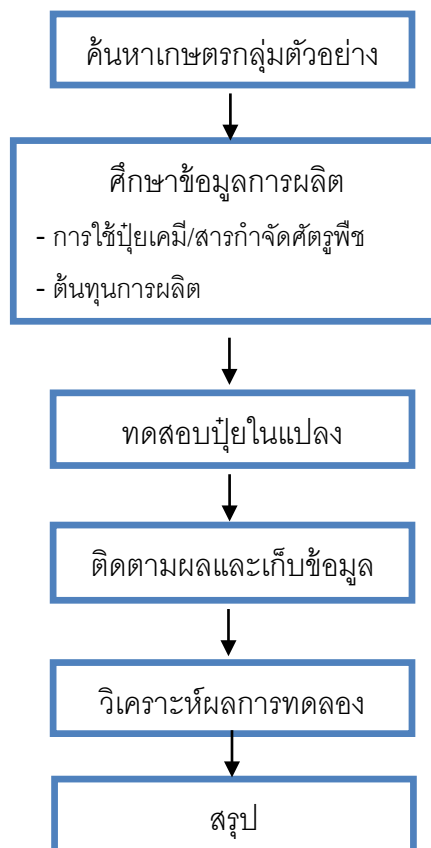 ค้นหาเกษตรกลุ่มตัวอย่าง
ศึกษาข้อมูลการผลิต
- การใช้ปุ๋ยเคมี/สารกำจัดศัตรูพืช
- ต้นทุนการผลิต
ทดสอบปุ๋ยในแปลง
ติดตามผลและเก็บข้อมูล
วิเคราะห์ผลการทดลอง
สรุป